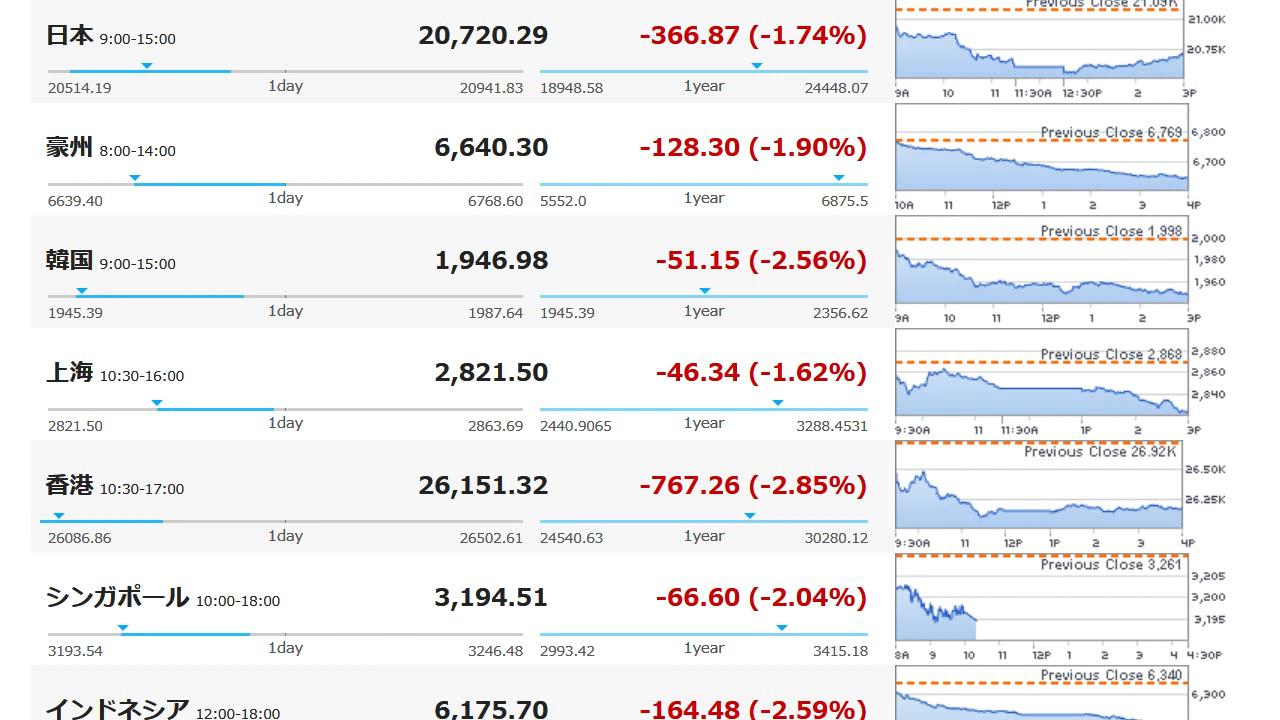 日本 9:00-15:00 20,720.29 -366.87 (-1.74%)
20514.19 1day 20941.83 18948.58 1year 24448.07
Previous Close 21.09K
21.00K
20.75K
9A 10 11 11:30A 12:30P 2 3P
豪州 8:00-14:00 6,640.30 -128.30 (-1.90%)
6639.40 1day 6768.60 5552.0 1year 6875.5
Previous Close 6,769 6,800
6,700
10A 11 12P 1 2 3 4P
韓国 9:00-15:00 1,946.98 -51.15 (-2.56%)
1945.39 1day 1987.64 1945.39 1year 2356.62
Previous Close 1,998
2,000
1,980
1,960
9A 10 11 12P 1 2 3P
上海 10:30-16:00 2,821.50 -46.34 (-1.62%)
2821.50 1day 2863.69 2440.9065 1year 3288.4531
Previous Close 2,868 2,880
2,860
2,840
9:30A 11 11:30A 1P 2 3P
香港 10:30-17:00 26,151.32 -767.26 (-2.85%)
26086.86 1day 26502.61 24540.63 1year 30280.12
Previous Close 26.92K
26.50K
26.25K
9:30A 11 12P 1P 2 3 4P
シンガポール 10:00-18:00 3,194.51 -66.60 (-2.04%)
3193.54 1day 3246.48 2993.42 1year 3415.18
Previous Close 3,261
3,205
3,200
3,195
8A 9 10 11 12P 1 2 3 4 4:30P
インドネシア 12:00-18:00 6,175.70 -164.48 (-2.59%)
Previous Close 6,340
6,300